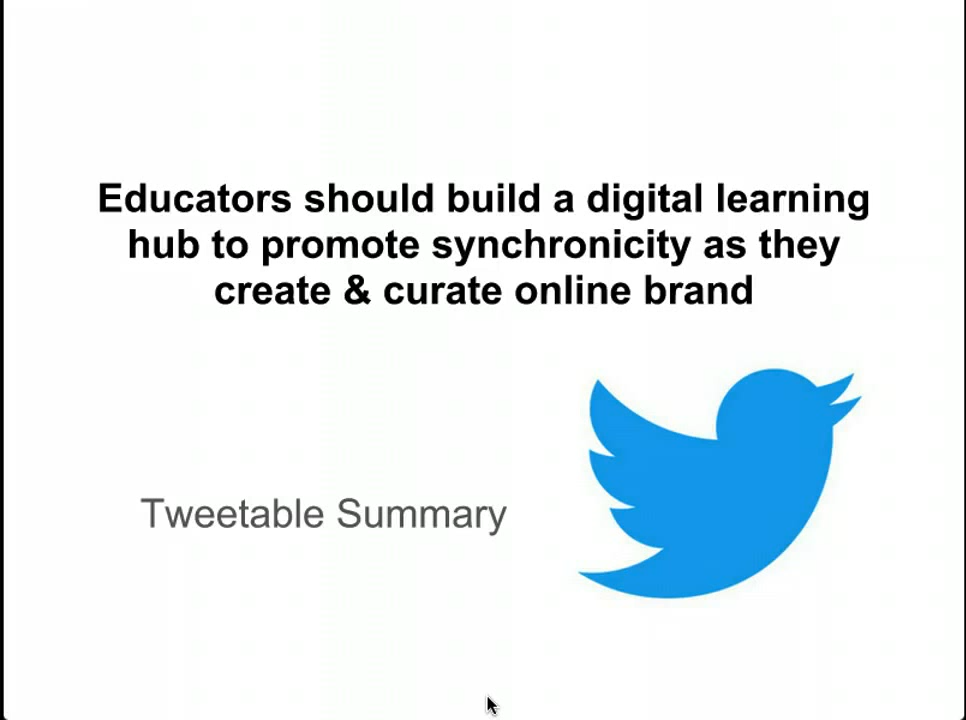 Educators should build a digital learning
hub to promote synchronicity as they
create & curate online brand
Tweetable Summary